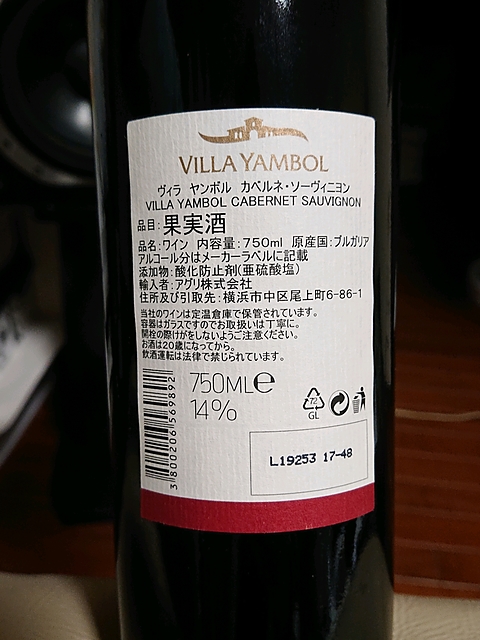 VILLA YAMBOL
ヴィラ ヤンボル カベルネ・ソーヴィニヨン
VILLA YAMBOL CABERNET SAUVIGNON
品目:果実酒
品名:ワイン 内容量:750ml 原産国:ブルガリア
アルコール分はメーカーラベルに記載
添加物:酸化防止剤(亜硫酸塩)
輸入者:アグリ株式会社
住所及び引取先:横浜市中区尾上町6-86-1
当社のワインは定温倉庫で保管されています。
容器はガラスですのでお取扱いは丁寧に。
開栓の際けがをしないようご注意ください。
お酒は20歳になってから。
飲酒運転は法律で禁じられています。
750MLe
14%
72
GL
3800206569892
L19253 17-48